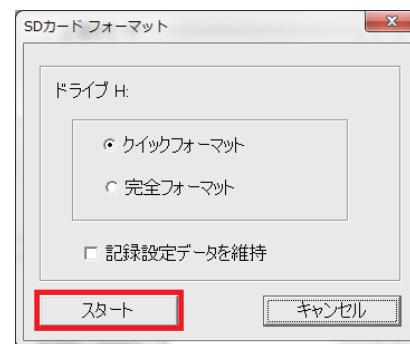 SDカード フォーマット
ドライブ H:
クイックフォーマット
完全フォーマット
記録設定データを維持
スタート
キャンセル